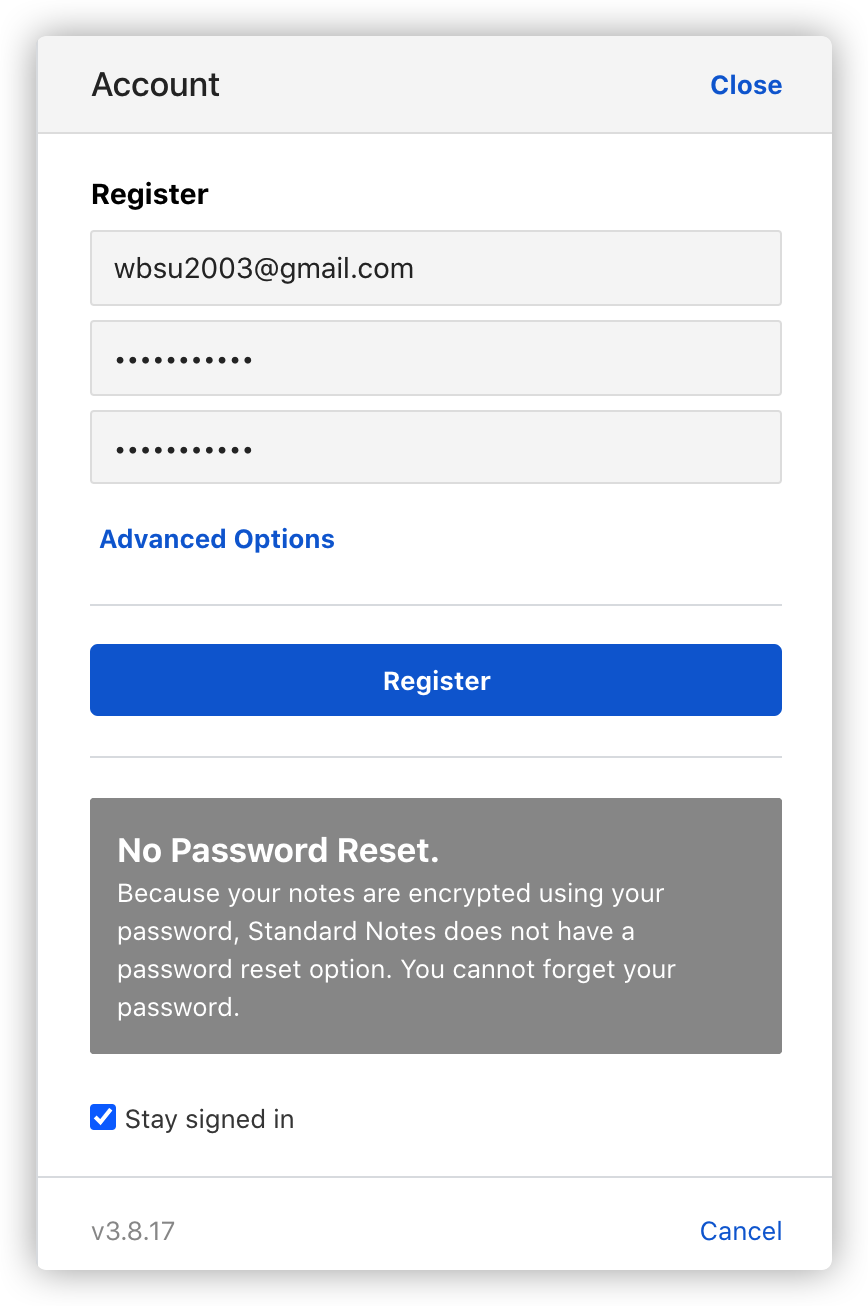 Account
Close
Register
wbsu2003@gmail.com
•••••••••••
•••••••••••
Advanced Options
Register
No Password Reset.
Because your notes are encrypted using your
password, Standard Notes does not have a
password reset option. You cannot forget your
password.
Stay signed in
v3.8.17
Cancel